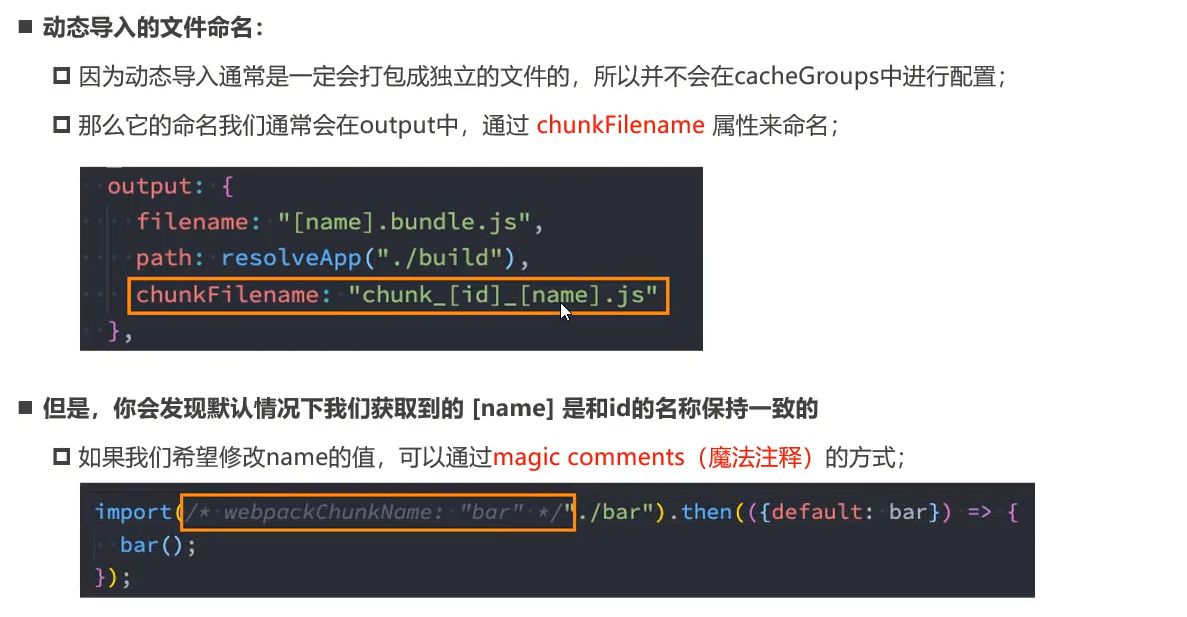 动态导入的文件命名：
因为动态导入通常是一定会打包成独立的文件的，所以并不会在cacheGroups中进行配置；
那么它的命名我们通常会在output中，通过 chunkFilename 属性来命名；
output: {
filename: "[name].bundle.js",
path: resolveApp("./build"),
chunkFilename: "chunk_[id]_[name].js"
},
但是，你会发现默认情况下我们获取到的 [name] 是和id的名称保持一致的
如果我们希望修改name的值，可以通过magic comments（魔法注释）的方式；
import(/* webpackChunkName: "bar" */"./bar").then(({default: bar}) => {
bar();
});